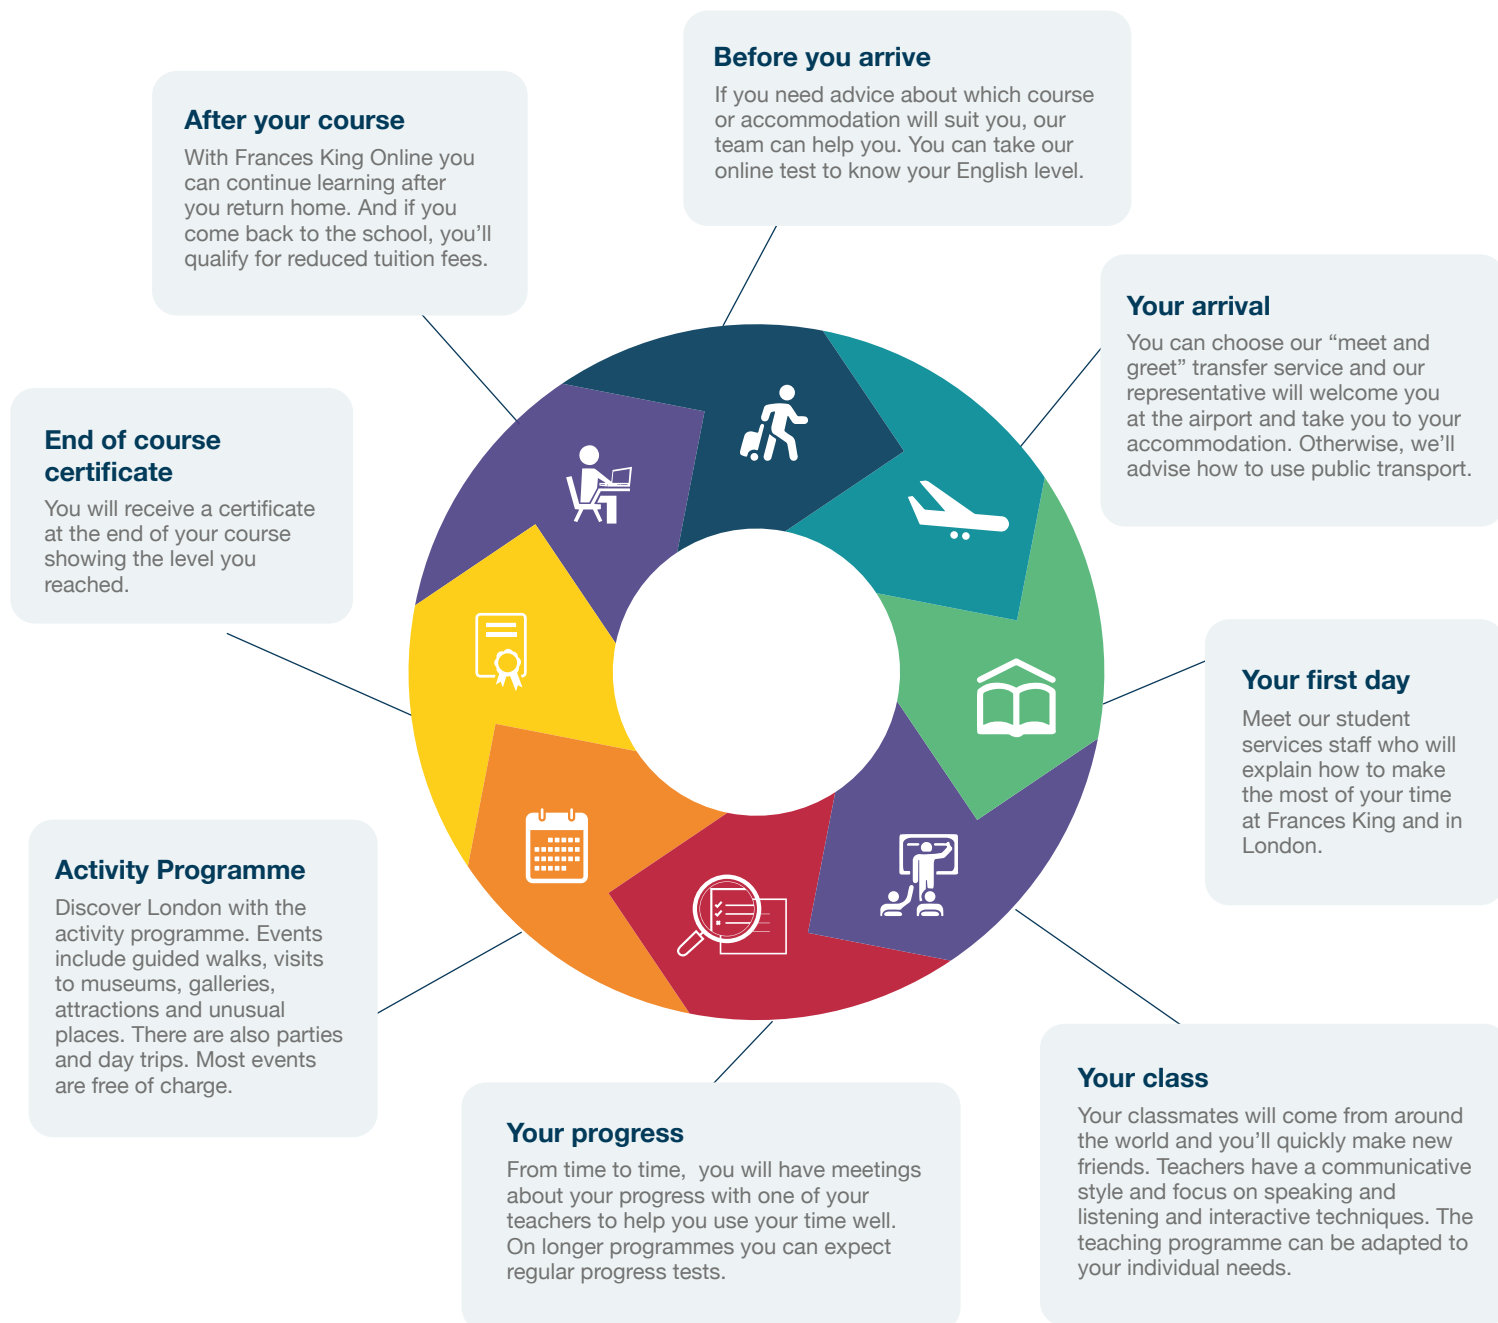 Before you arrive
If you need advice about which course
or accommodation will suit you, our
team can help you. You can take our
online test to know your English level.
Your arrival
You can choose our “meet and
greet” transfer service and our
representative will welcome you
at the airport and take you to your
accommodation. Otherwise, we’ll
advise how to use public transport.
Your first day
Meet our student
services staff who will
explain how to make
the most of your time
at Frances King and in
London.
Your class
Your classmates will come from around
the world and you’ll quickly make new
friends. Teachers have a communicative
style and focus on speaking and
listening and interactive techniques. The
teaching programme can be adapted to
your individual needs.
Your progress
From time to time,  you will have meetings
about your progress with one of your
teachers to help you use your time well.
On longer programmes you can expect
regular progress tests.
Activity Programme
Discover London with the
activity programme. Events
include guided walks, visits
to museums, galleries,
attractions and unusual
places. There are also parties
and day trips. Most events
are free of charge.
End of course
certificate
You will receive a certificate
at the end of your course
showing the level you
reached.
After your course
With Frances King Online you
can continue learning after
you return home. And if you
come back to the school, you’ll
qualify for reduced tuition fees.